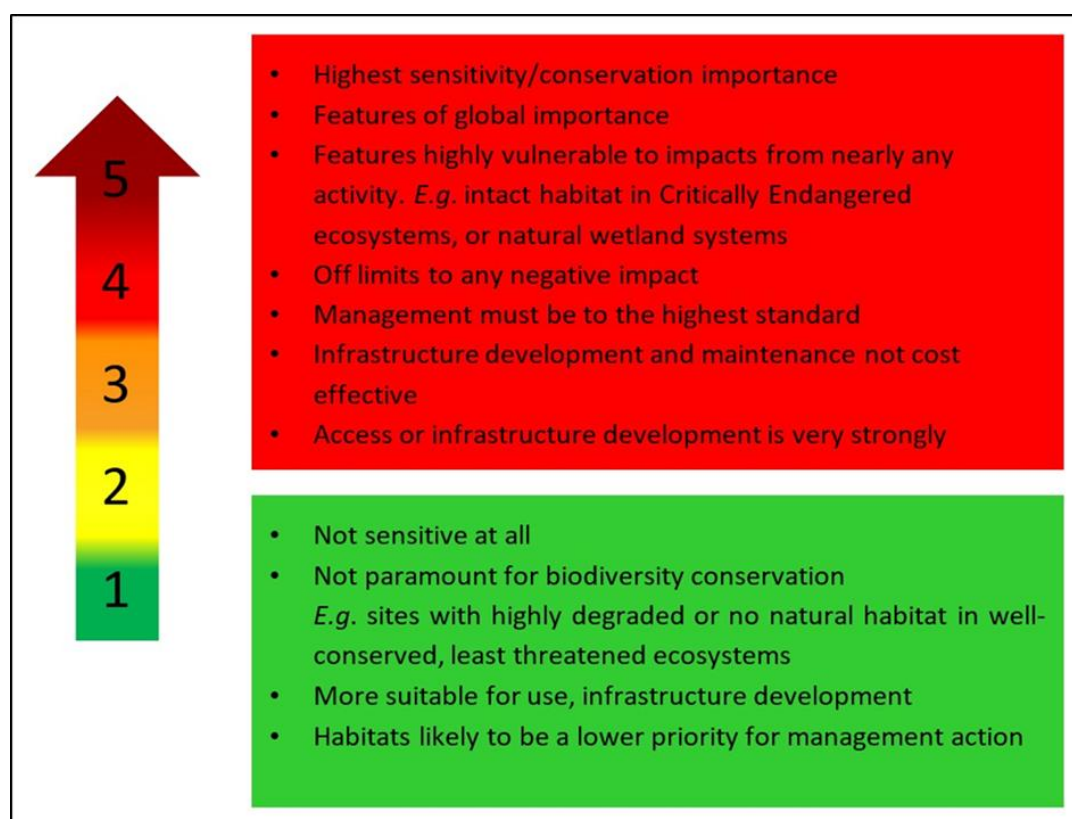 5
4
3
2
1
• Highest sensitivity/conservation importance
• Features of global importance
• Features highly vulnerable to impacts from nearly any
activity. E.g. intact habitat in Critically Endangered
ecosystems, or natural wetland systems
• Off limits to any negative impact
• Management must be to the highest standard
• Infrastructure development and maintenance not cost
effective
• Access or infrastructure development is very strongly
• Not sensitive at all
• Not paramount for biodiversity conservation
E.g. sites with highly degraded or no natural habitat in well-
conserved, least threatened ecosystems
• More suitable for use, infrastructure development
• Habitats likely to be a lower priority for management action